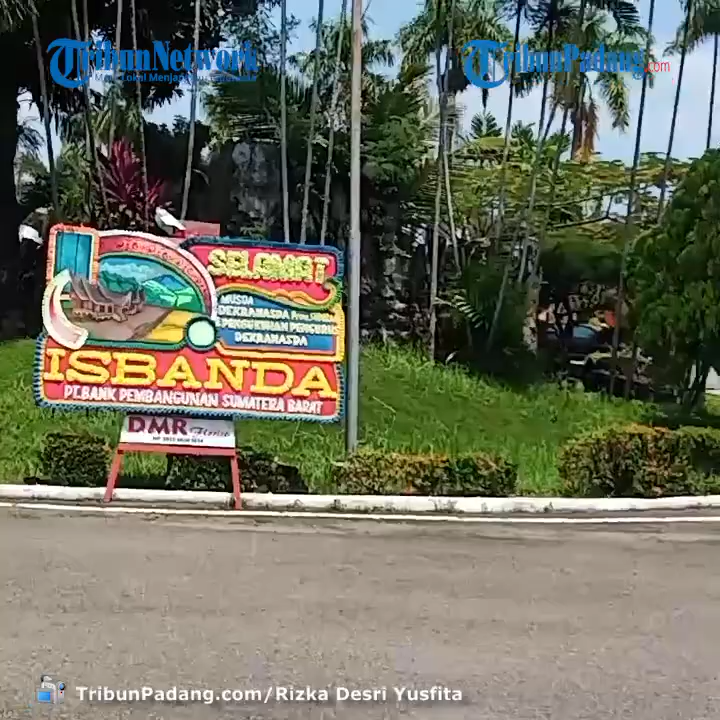 TribunNetwork
TribunPadang.com
SELAMAT
MUSDA
DEKRANASDA
& PENGUKUHAN PENGURUS
DEKRANASDA
ISBANDA
PT.BANK PEMBANGUNAN SUMATERA BARAT
DMR Florist
TribunPadang.com/Rizka Desri Yusfita